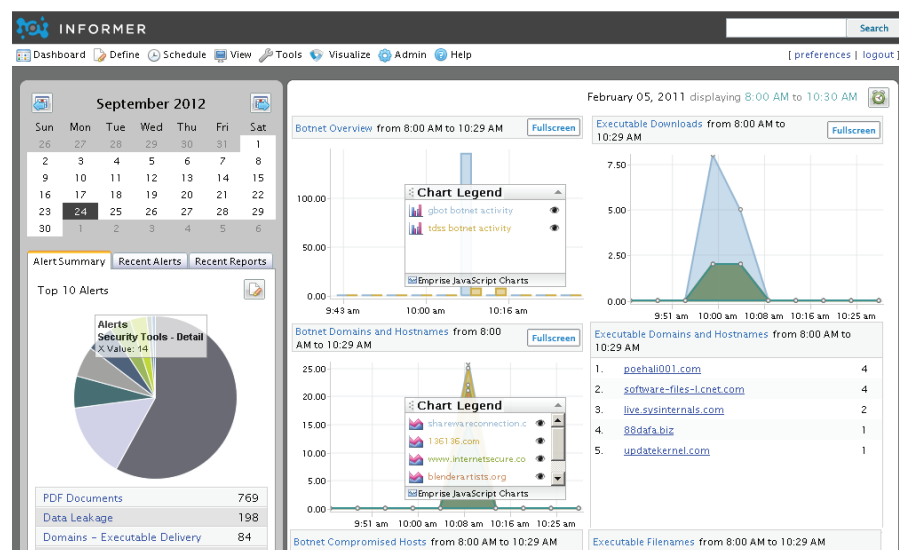 INFORMER
Search
Dashboard Define Schedule View Tools Visualize Admin Help
[ preferences | logout ]
September 2012
Sun Mon Tue Wed Thu Fri Sat
26 27 28 29 30 31 1
2 3 4 5 6 7 8
9 10 11 12 13 14 15
16 17 18 19 20 21 22
23 24 25 26 27 28 29
30 1 2 3 4 5 6
Alert Summary Recent Alerts Recent Reports
Top 10 Alerts
Alerts
Security Tools - Detail
X Value: 14
PDF Documents 769
Data Leakage 198
Domains - Executable Delivery 84
February 05, 2011 displaying 8:00 AM to 10:30 AM
Botnet Overview from 8:00 AM to 10:29 AM Fullscreen
100.00
50.00
0.00
9:43 am 10:00 am 10:16 am
Chart Legend
gbot botnet activity
tdss botnet activity
Emprise JavaScript Charts
Executable Downloads from 8:00 AM to
10:29 AM
Fullscreen
7.50
5.00
2.50
0.00
9:51 am 10:00 am 10:08 am 10:16 am 10:25 am
Botnet Domains and Hostnames from 8:00
AM to 10:29 AM
Fullscreen
25.00
20.00
15.00
10.00
5.00
0.00
9:51 am 10:00 am 10:08 am 10:16 am 10:25 am
Chart Legend
sharewareconnection.c
136136.com
www.internetsecure.co
blenderartists.org
Emprise JavaScript Charts
Executable Domains and Hostnames from 8:00 AM to
10:29 AM
1. poehali001.com 4
2. software-files-l.cnet.com 4
3. live.sysinternals.com 2
4. 88dafa.biz 1
5. updatekernel.com 1
Botnet Compromised Hosts from 8:00 AM to 10:29 AM
Executable Filenames from 8:00 AM to 10:29 AM